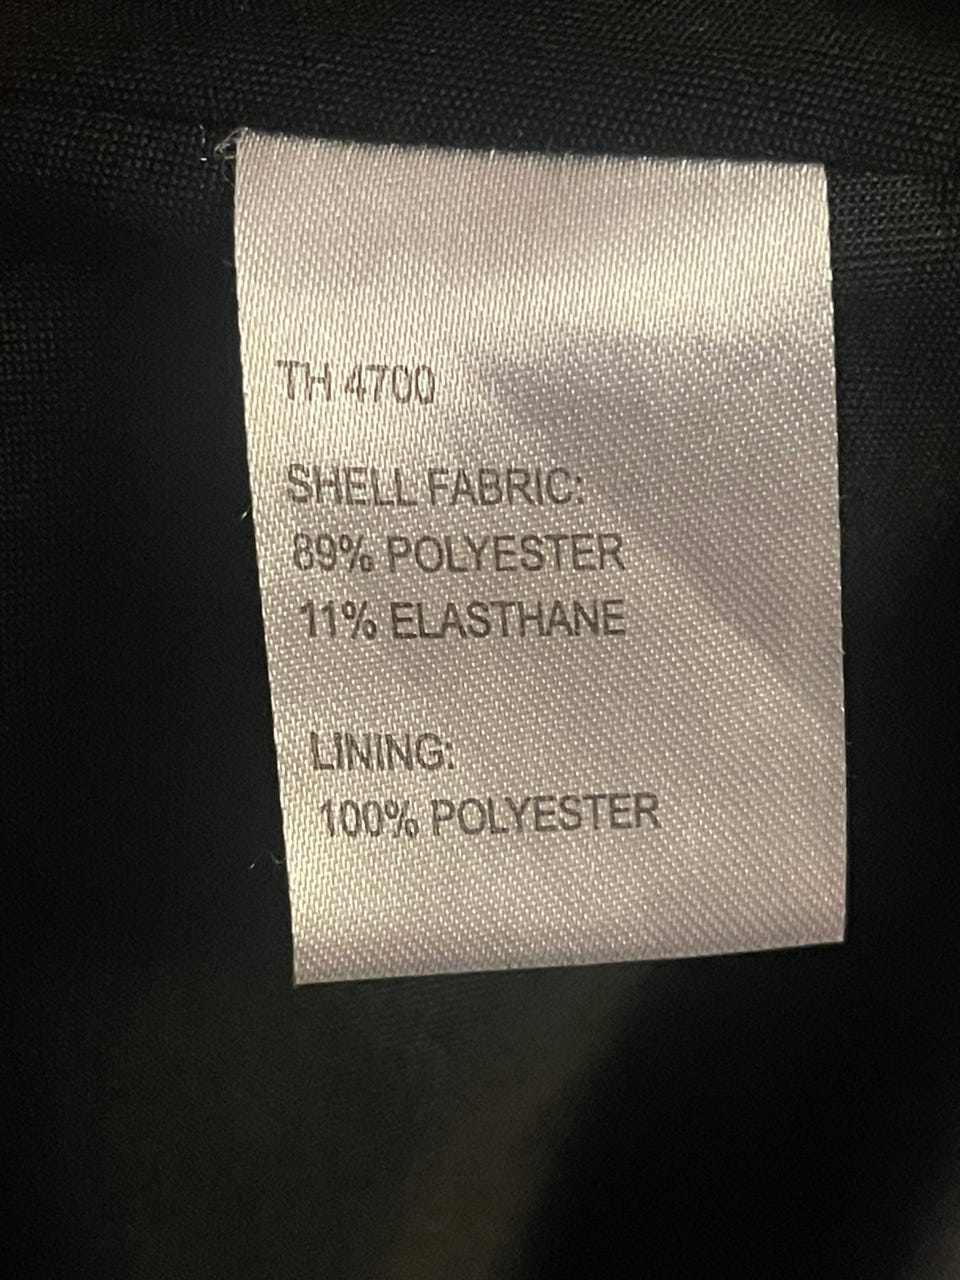 TH 4700
SHELL FABRIC:
89% POLYESTER
11% ELASTHANE
LINING:
100% POLYESTER